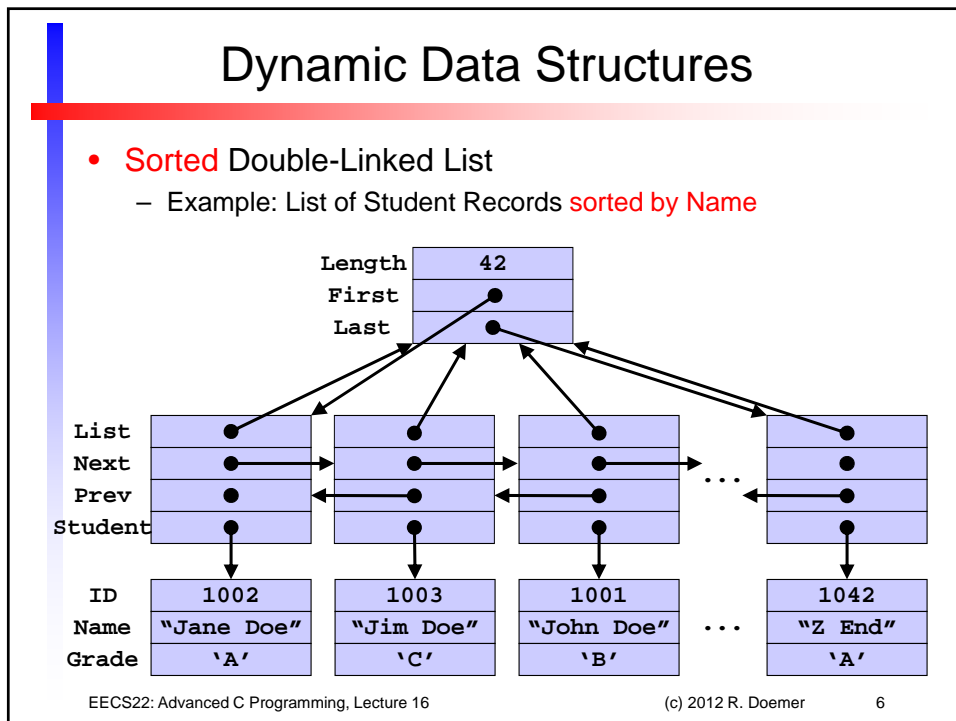 Dynamic Data Structures
• Sorted Double-Linked List
– Example: List of Student Records sorted by Name
Length 42
First
Last
List
Next
...
Prev
Student
ID 1002 1003 1001 1042
Name “Jane Doe” “Jim Doe” “John Doe” ... “Z End”
Grade ‘A’ ‘C’ ‘B’ ‘A’
EECS22: Advanced C Programming, Lecture 16 (c) 2012 R. Doemer 6